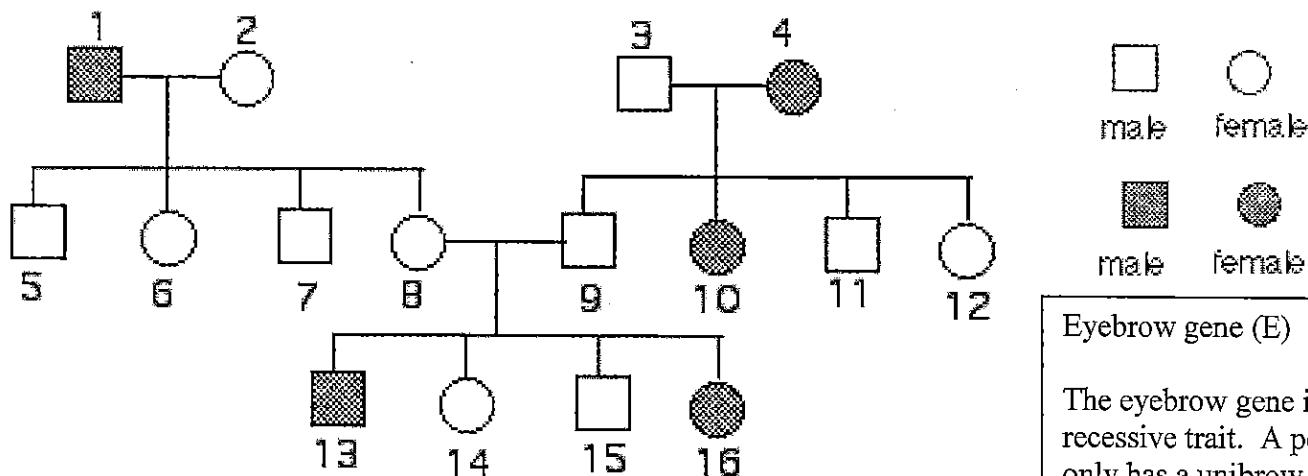 1 2 3 4
male female
5 6 7 8 9 10 11 12
male female
13 14 15 16
Eyebrow gene (E)
The eyebrow gene i
recessive trait. A p
only has a unibrow